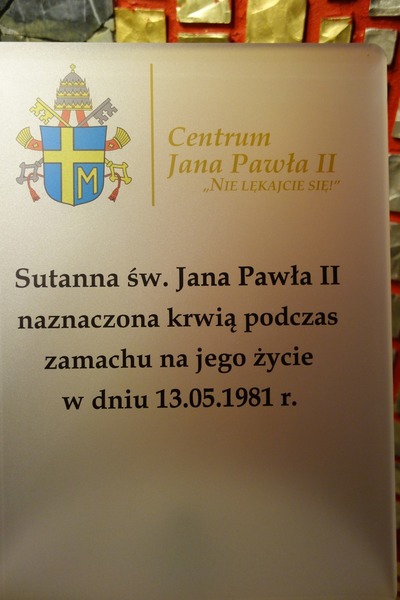 M
Centrum
Jana Pawła II
„NIE LĘKAJCIE SIĘ!”
Sutanna św. Jana Pawła II
naznaczona krwią podczas
zamachu na jego życie
w dniu 13.05.1981 r.